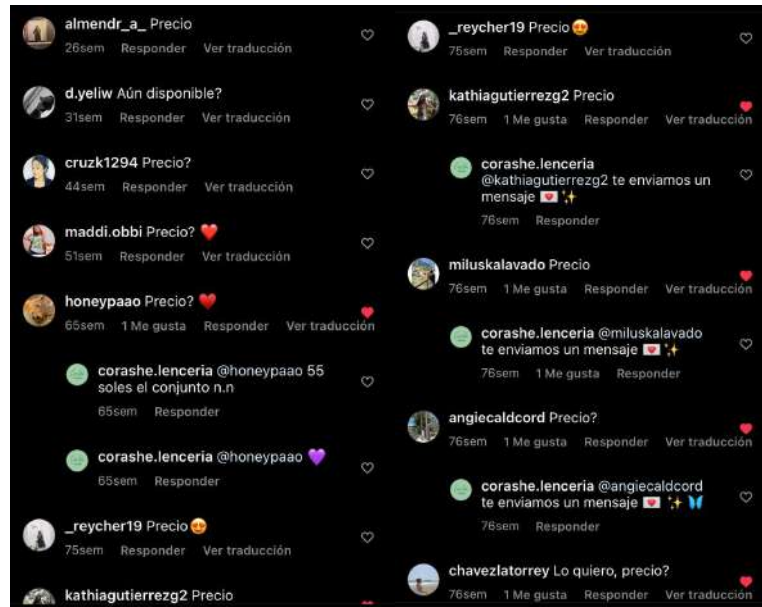 almendr_a_ Precio
26sem Responder Ver traducción
d.yeliw Aún disponible?
31sem Responder Ver traducción
cruzk1294 Precio?
44sem Responder Ver traducción
maddi.obbi Precio? ❤️
51sem Responder Ver traducción
honeypaao Precio? ❤️
65sem 1 Me gusta Responder Ver traducción
corashe.lenceria @honeypaao 55
soles el conjunto n.n
65sem Responder
corashe.lenceria @honeypaao 💜
65sem Responder
_reycher19 Precio😍
75sem Responder Ver traducción
kathiagutierrezg2 Precio
_reycher19 Precio😍
75sem Responder Ver traducción
kathiagutierrezg2 Precio
76sem 1 Me gusta Responder Ver traducción
corashe.lenceria
@kathiagutierrezg2 te enviamos un
mensaje 💌✨
76sem Responder
miluskalavado Precio
76sem 1 Me gusta Responder Ver traducción
corashe.lenceria @miluskalavado
te enviamos un mensaje 💌✨
76sem 1 Me gusta Responder
angiecaldcord Precio?
76sem 1 Me gusta Responder Ver traducción
corashe.lenceria @angiecaldcord
te enviamos un mensaje 💌✨🦋
76sem Responder
chavezlatorrey Lo quiero, precio?
76sem 1 Me gusta Responder Ver traducción